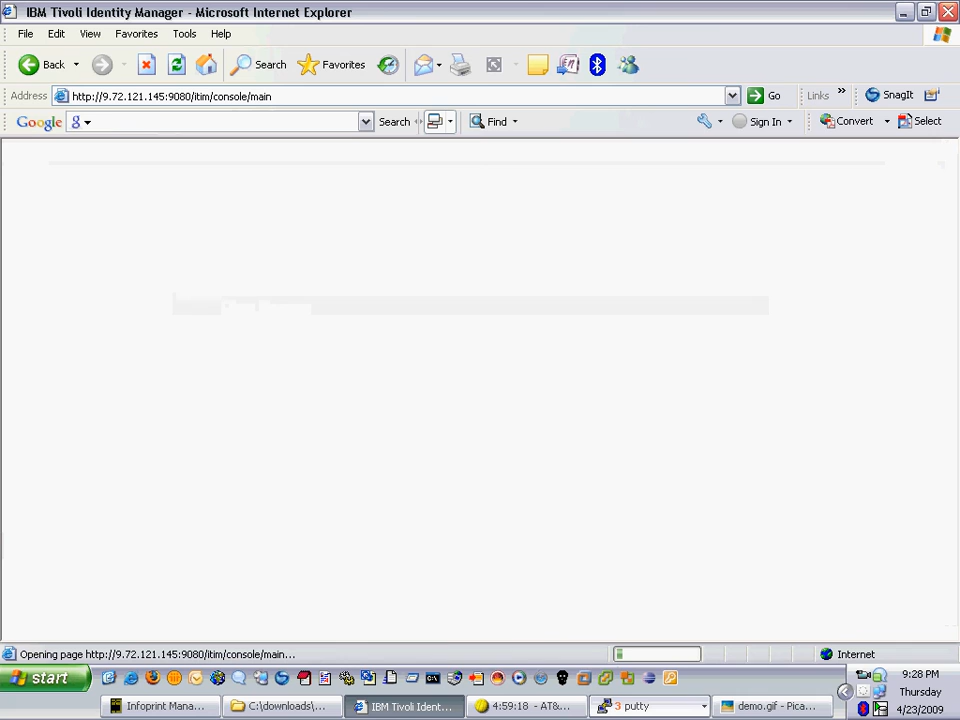 IBM Tivoli Identity Manager - Microsoft Internet Explorer
File Edit View Favorites Tools Help
Back Search Favorites
Address http://9.72.121.145:9080/itim/console/main Go Links » SnagIt
Google g Search Find Sign In Convert Select
Opening page http://9.72.121.145:9080/itim/console/main... Internet
start 9:28 PM
Thursday
Infoprint Mana... C:\downloads\... IBM Tivoli Ident... 4:59:18 - AT&... 3 putty demo.gif - Pica... 4/23/2009